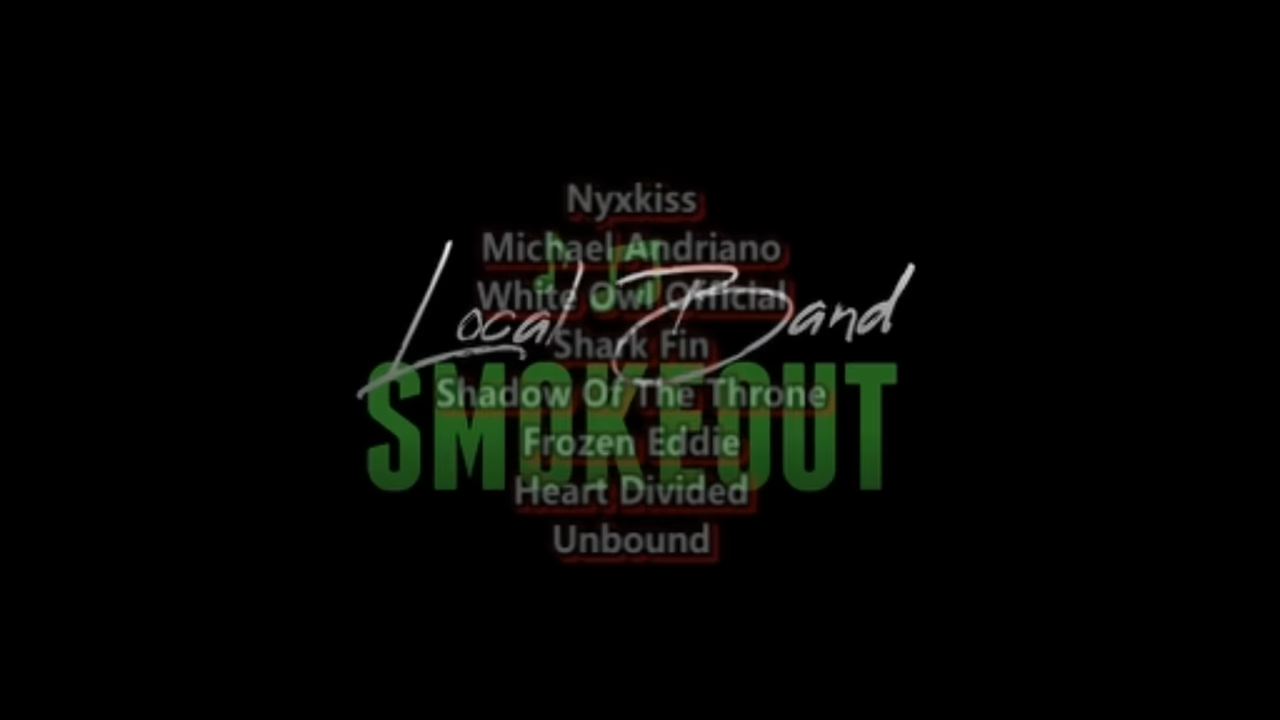 Nyxkiss
Michael Andriano
White Owl Official
Local Band
Shark Fin
SMOKEOUT
Shadow Of The Throne
Frozen Eddie
Heart Divided
Unbound